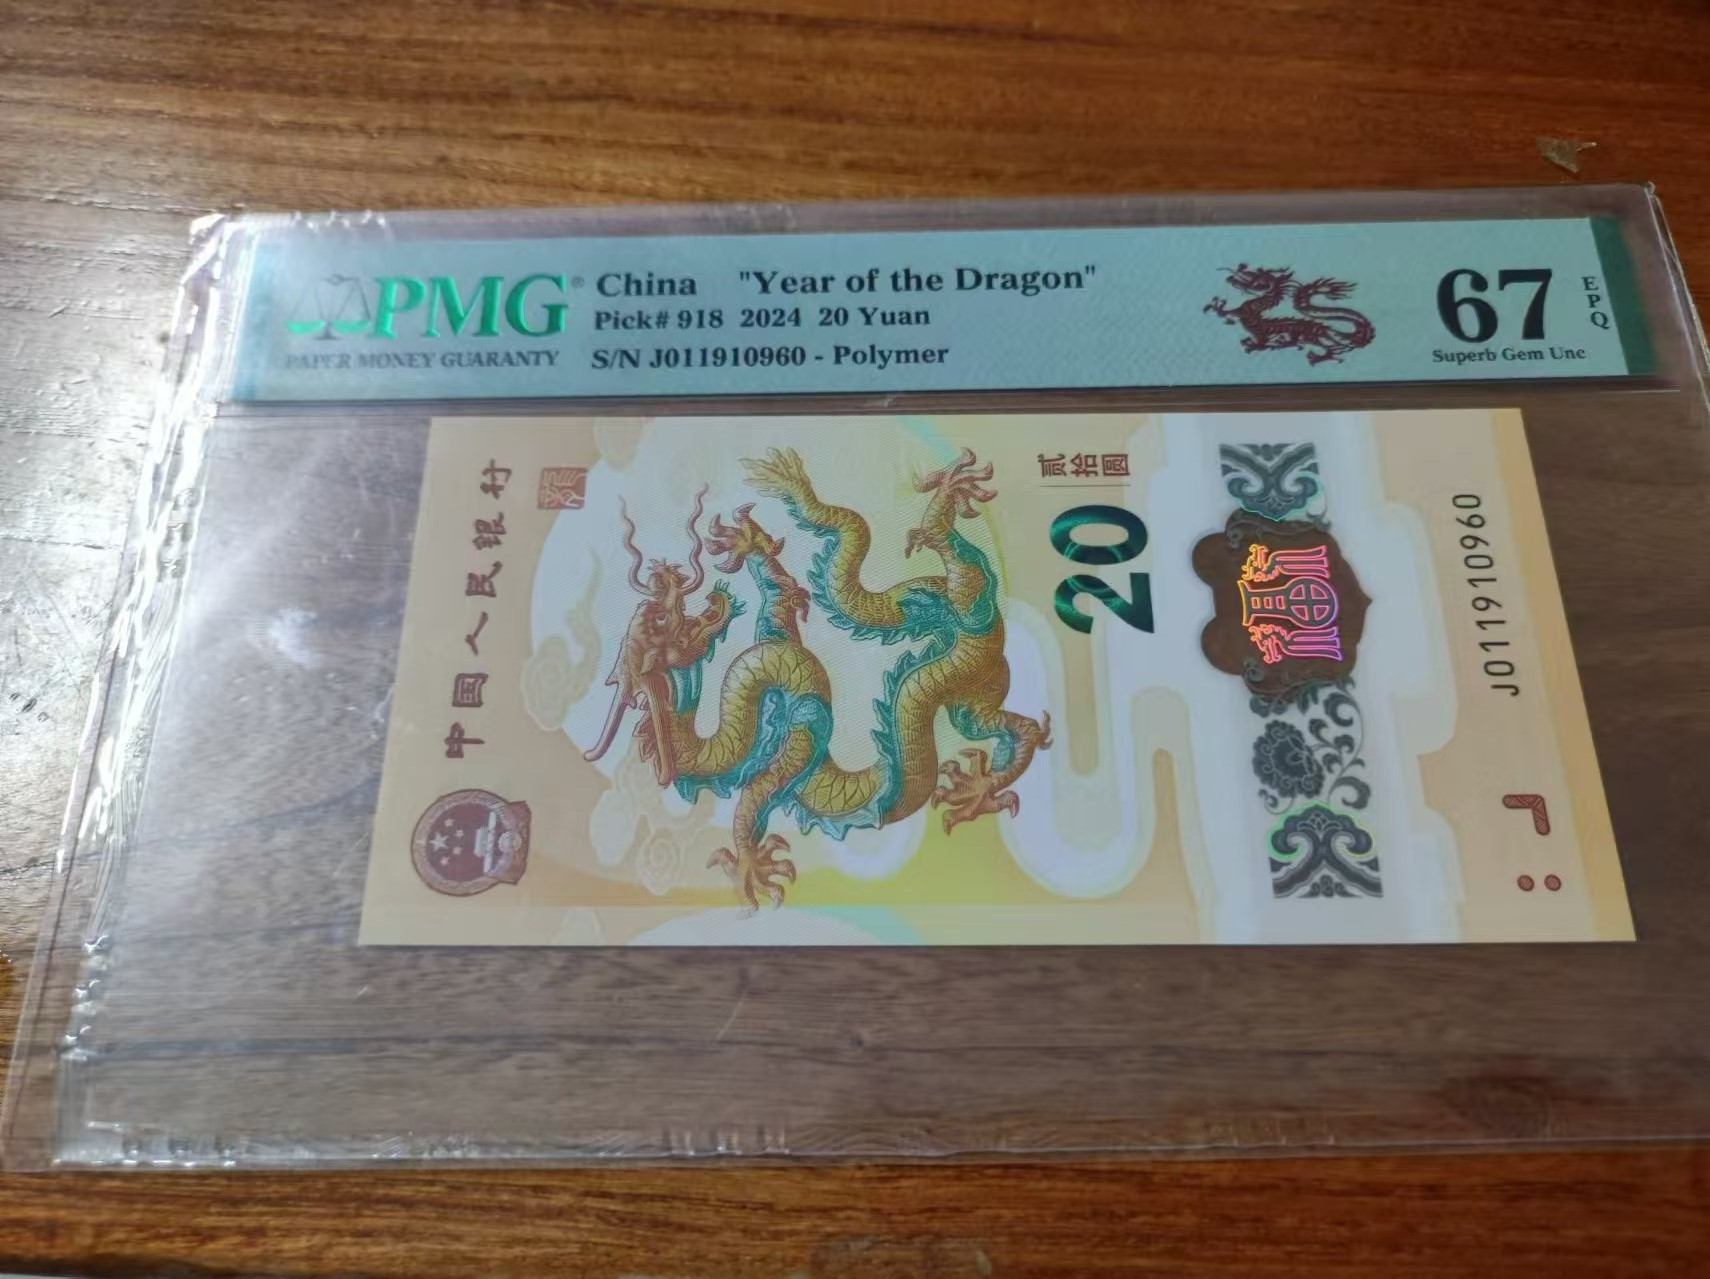 PMG®
PAPER MONEY GUARANTY
China "Year of the Dragon"
Pick# 918 2024 20 Yuan
S/N J011910960 - Polymer
67
EPQ
Superb Gem Unc
中国人民银行
贰拾圆
20
J011910960